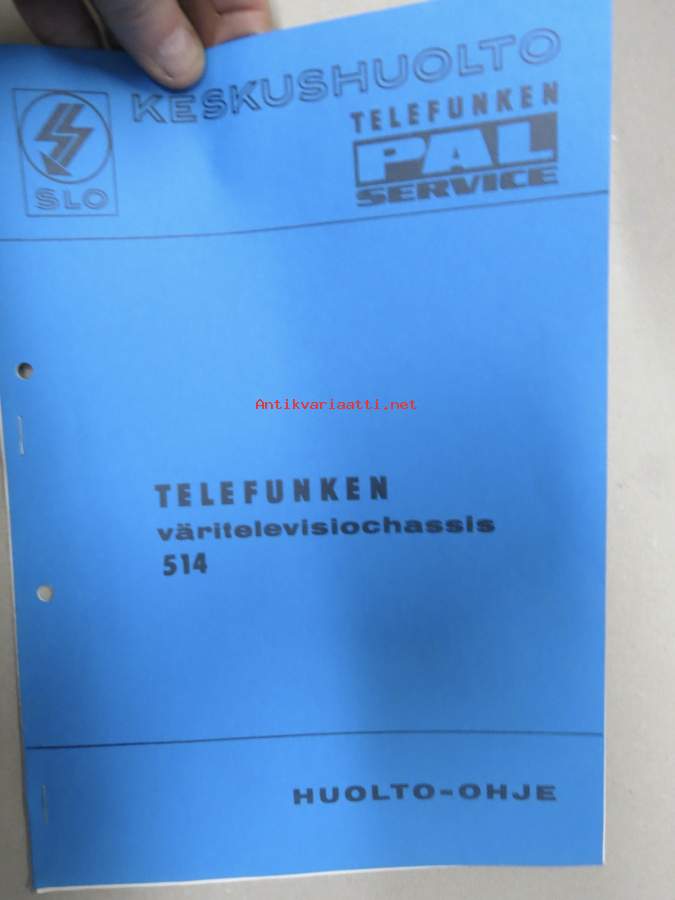 KESKUSHUOLTO
SLO
TELEFUNKEN
PAL
SERVICE
Antikvariaatti.net
TELEFUNKEN
väritelevisiochassis
514
HUOLTO-OHJE